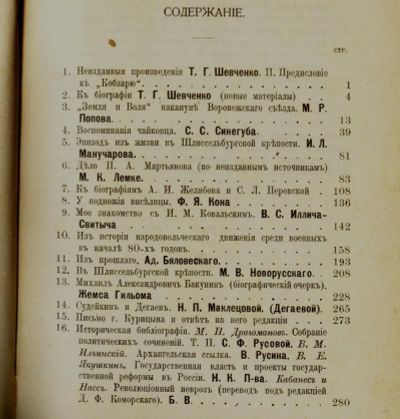 СОДЕРЖАНІЕ.
стр.
1. Неизданныя произведенія Т. Г. Шевченко. II. Предисловіе
къ „Кобзарю“ . . . . . . . . . . 1
2. Къ біографіи Т. Г. Шевченко (новые матеріалы) . . 4
3. „Земля и Воля“ наканунѣ Воронежскаго съѣзда. М. Р.
Попова. . . . . . . . . . . 13
4. Воспоминанія чайковца. С. С. Синегуба. . . . . 39
5. Эпизодъ изъ жизни въ Шлиссельбургской крѣпости. И. Л.
Манучарова. . . . . . . . . . 81
6. Дѣло П. А. Мартьянова (по неизданнымъ источникамъ)
М. К. Лемке. . . . . . . . . . 83
7. Къ біографіямъ А. И. Желябова и С. Л. Перовской . 108
8. У подножія висѣлицы, Ф. Я. Кона . . . . . 136
9. Мое знакомство съ И. М. Ковальскимъ, В. С. Иллича-
Свитыча . . . . . . . . . . 142
10. Изъ исторіи народовольческаго движенія среди военныхъ
въ началѣ 80-хъ годовъ. . . . . . . . 158
11. Изъ прошлаго, Ад. Бяловескаго. . . . . . 193
12. Въ Шлиссельбургской крѣпости. М. В. Новорусскаго. . 208
13. Михаилъ Александровичъ Бакунинъ (біографическій очеркъ).
Жемса Гильома . . . . . . . . . 228
14. Судейкинъ и Дегаевъ. Н. П. Маклецовой. (Дегаевой). 265
15. Письмо г. Курицына и отвѣтъ на него редакціи . . 273
16. Историческая библіографія. М. П. Драгомановъ. Собраніе
политическихъ сочиненій. Т. П. С. Ф. Русовой. В. М.
Ильинскій. Архангельская ссылка. В. Русина. В. Е.
Якушкинъ. Государственная власть и проекты государ-
ственной реформы въ Россіи. Н. К. П-ва. Кабанесъ и
Нассъ. Революціонный неврозъ (переводъ подъ редакціей
Д. Ф. Коморскаго). Б. В. . . . . . . . 280